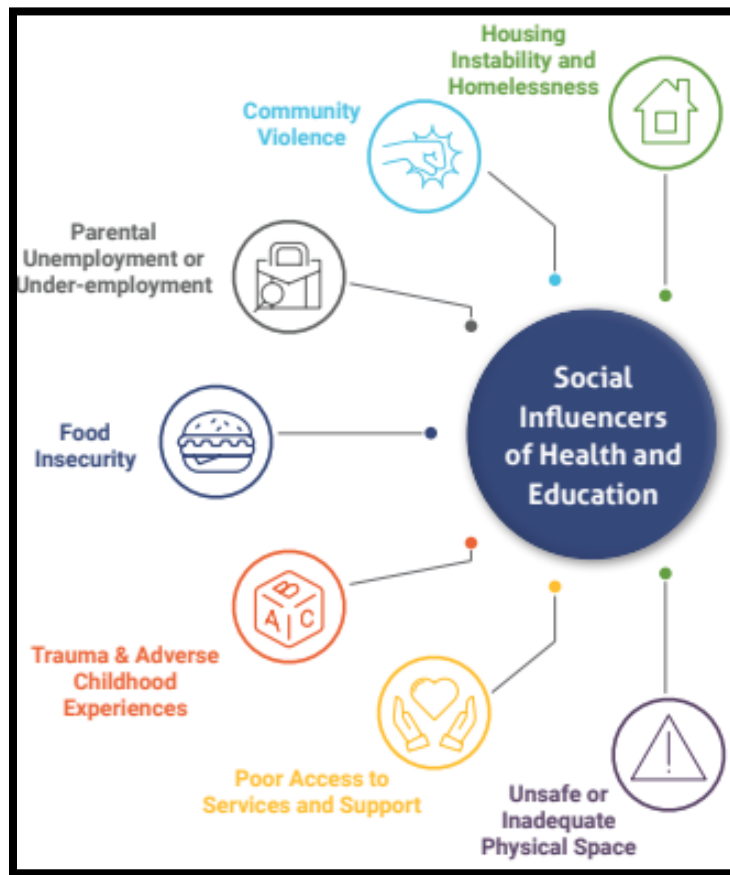 Housing
Instability and
Homelessness
Community
Violence
Parental
Unemployment or
Under-employment
Food
Insecurity
Social
Influencers
of Health and
Education
B
A C
Trauma & Adverse
Childhood
Experiences
Poor Access to
Services and Support
Unsafe or
Inadequate
Physical Space